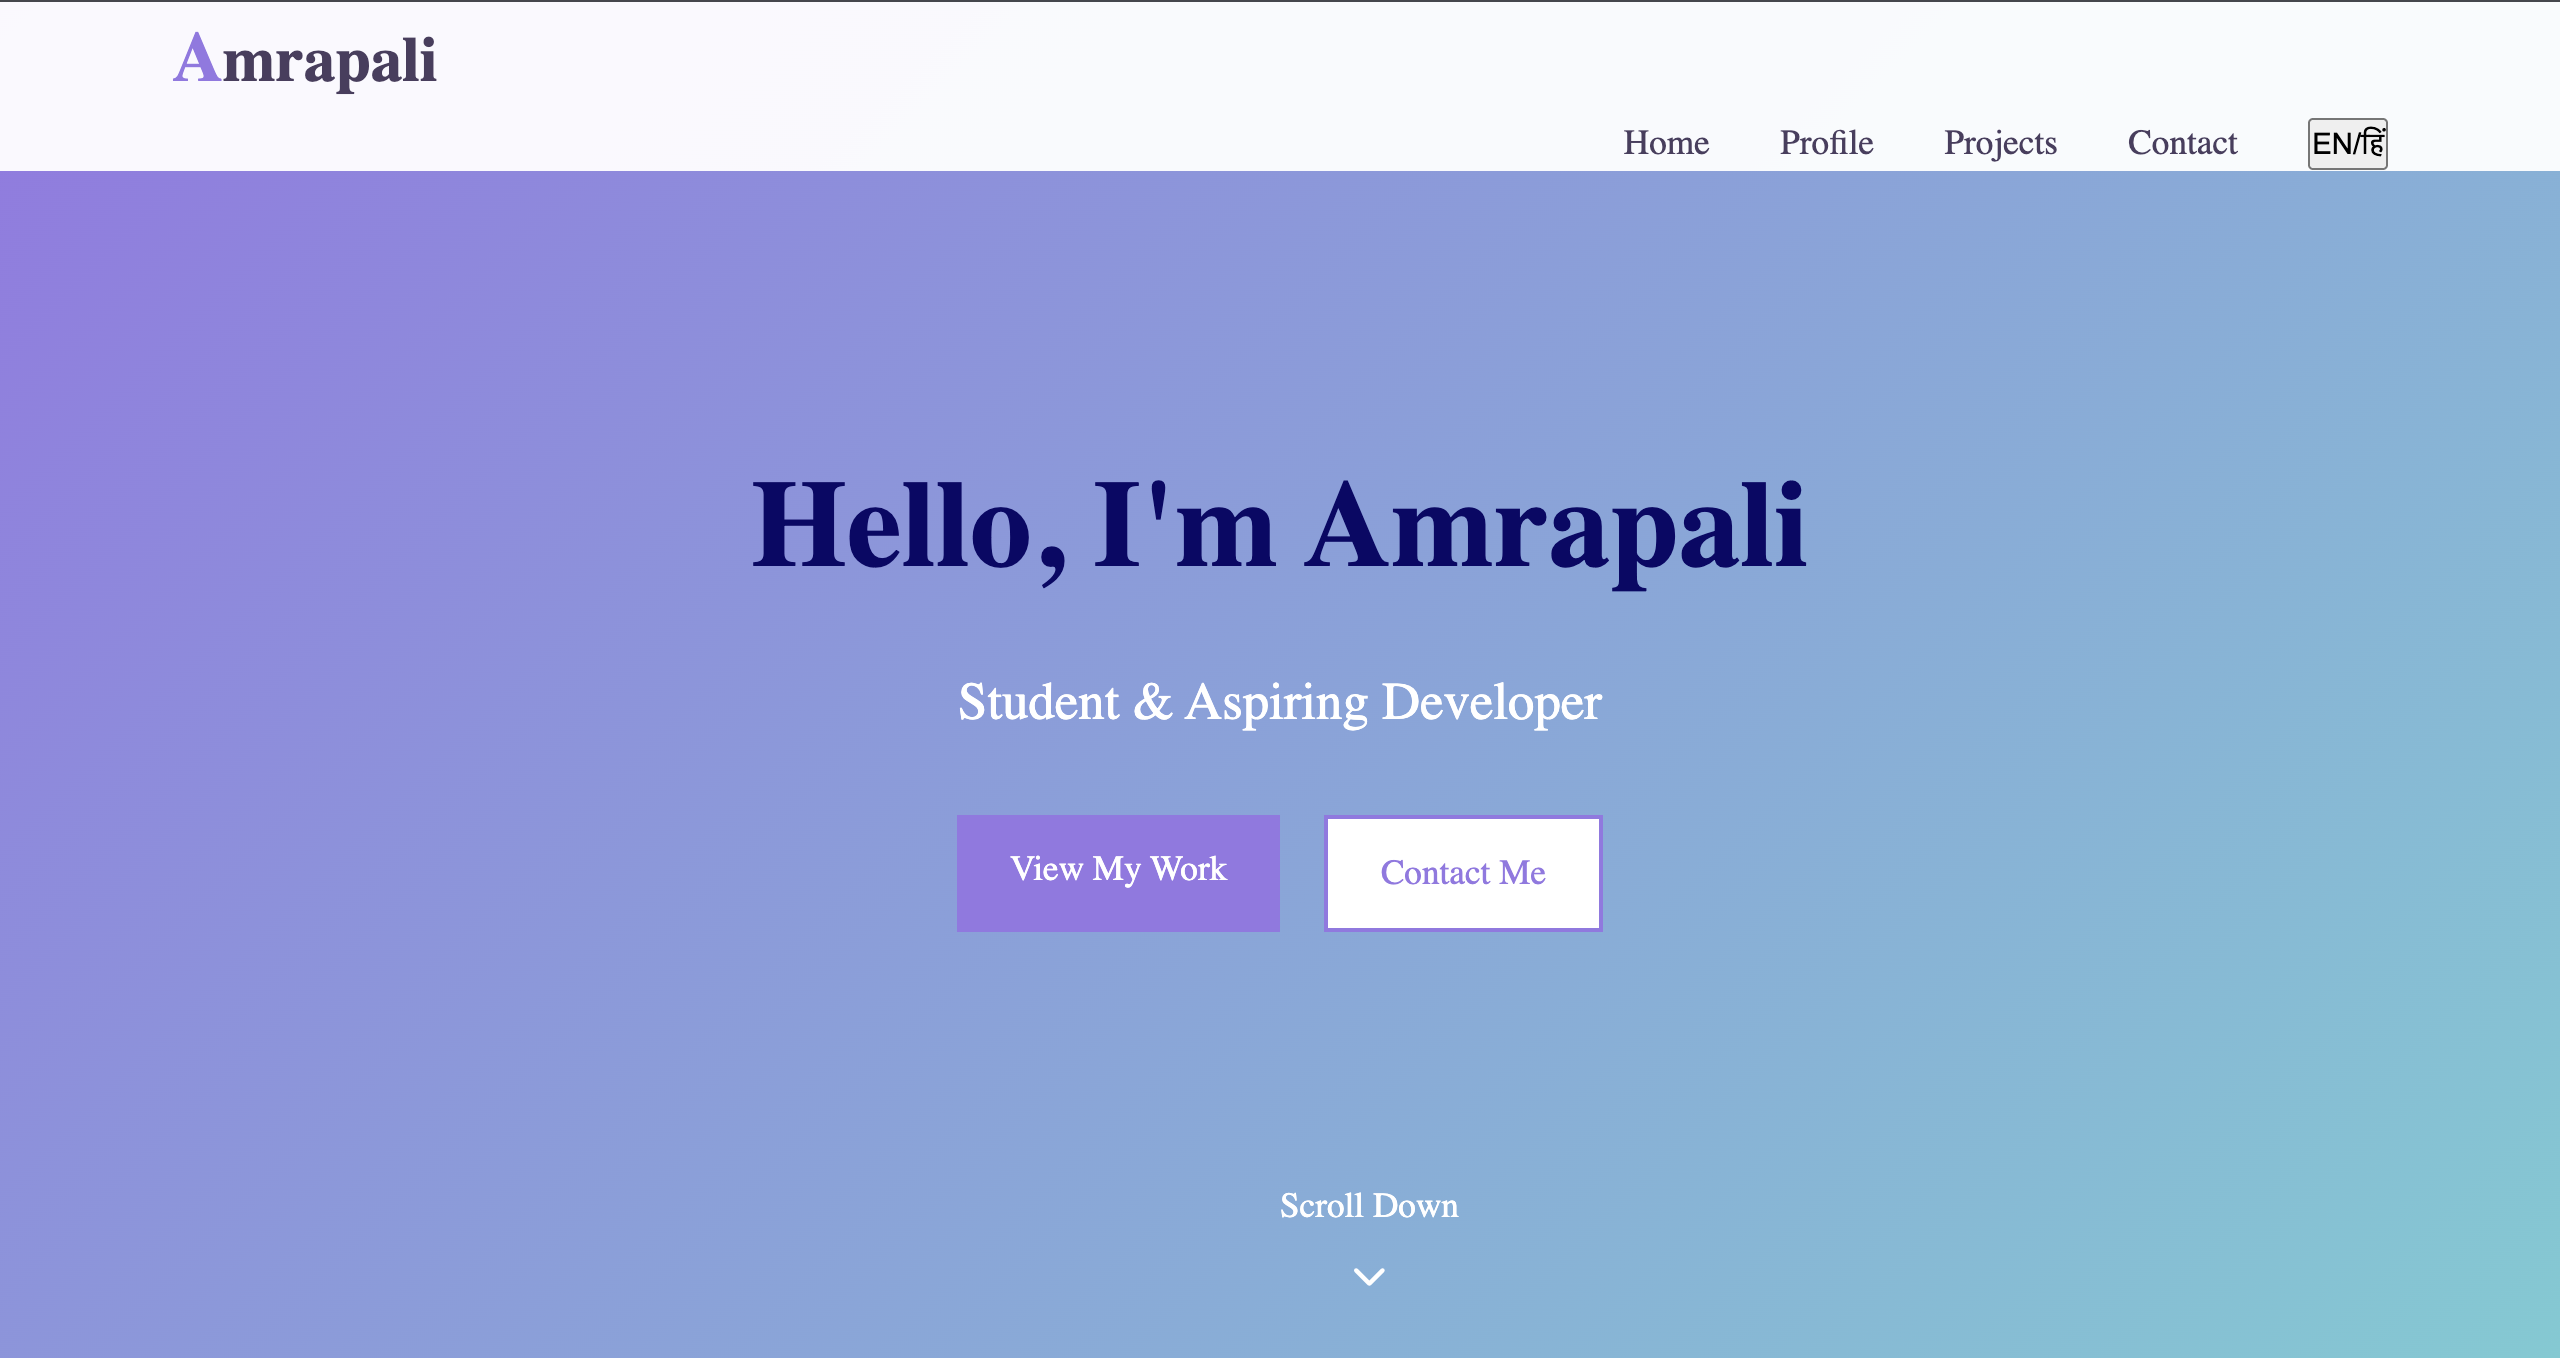 Amrapali
Home Profile Projects Contact EN/हिं
Hello, I'm Amrapali
Student & Aspiring Developer
View My Work Contact Me
Scroll Down